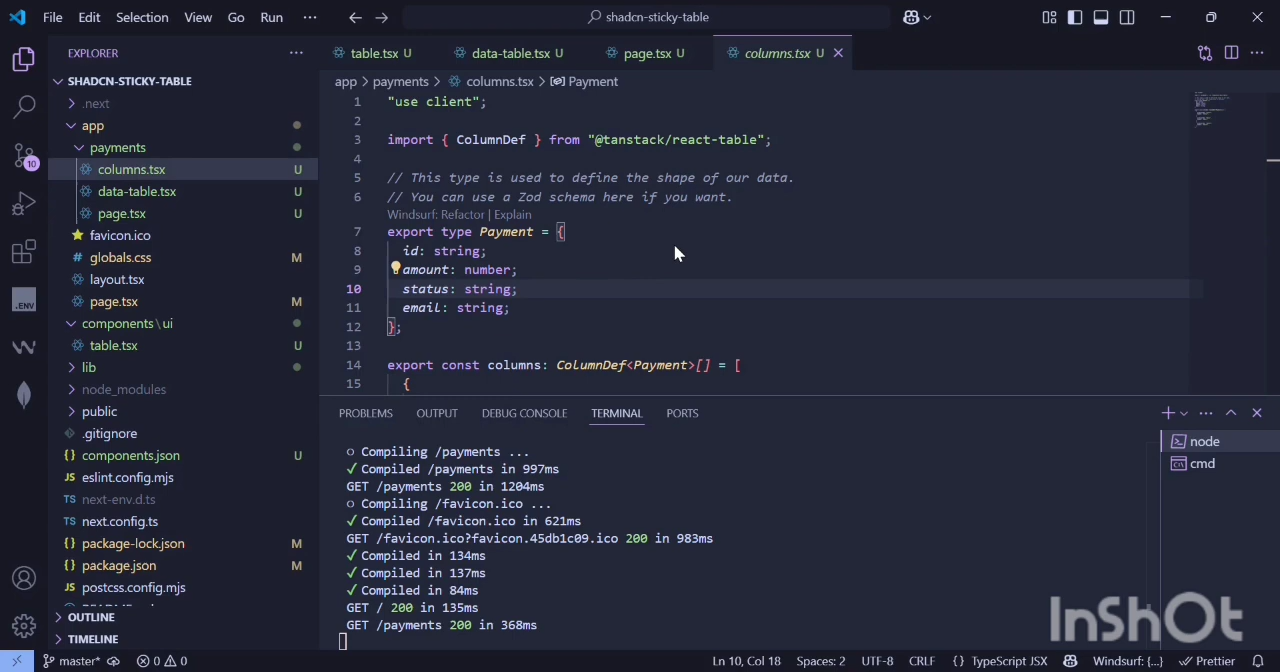 File Edit Selection View Go Run ··· shadcn-sticky-table
EXPLORER ···
SHADCN-STICKY-TABLE
.next
app
payments
columns.tsx U
data-table.tsx U
page.tsx U
favicon.ico
globals.css M
layout.tsx
page.tsx M
components\ui
table.tsx U
lib
node_modules
public
.gitignore
components.json U
eslint.config.mjs
next-env.d.ts
next.config.ts
package-lock.json M
package.json M
postcss.config.mjs
OUTLINE
TIMELINE
10
.ENV
table.tsx U data-table.tsx U page.tsx U columns.tsx U
app > payments > columns.tsx > Payment
1 "use client";
2
3 import { ColumnDef } from "@tanstack/react-table";
4
5 // This type is used to define the shape of our data.
6 // You can use a Zod schema here if you want.
Windsurf: Refactor | Explain
7 export type Payment = {
8 id: string;
9 amount: number;
10 status: string;
11 email: string;
12 };
13
14 export const columns: ColumnDef<Payment>[] = [
15 {
PROBLEMS OUTPUT DEBUG CONSOLE TERMINAL PORTS
○ Compiling /payments ...
✓ Compiled /payments in 997ms
GET /payments 200 in 1204ms
○ Compiling /favicon.ico ...
✓ Compiled /favicon.ico in 621ms
GET /favicon.ico?favicon.45db1c09.ico 200 in 983ms
✓ Compiled in 134ms
✓ Compiled in 137ms
✓ Compiled in 84ms
GET / 200 in 135ms
GET /payments 200 in 368ms
node
cmd
InShOt
master* 0 0 Ln 10, Col 18 Spaces: 2 UTF-8 CRLF {} TypeScript JSX Windsurf: {...} Prettier